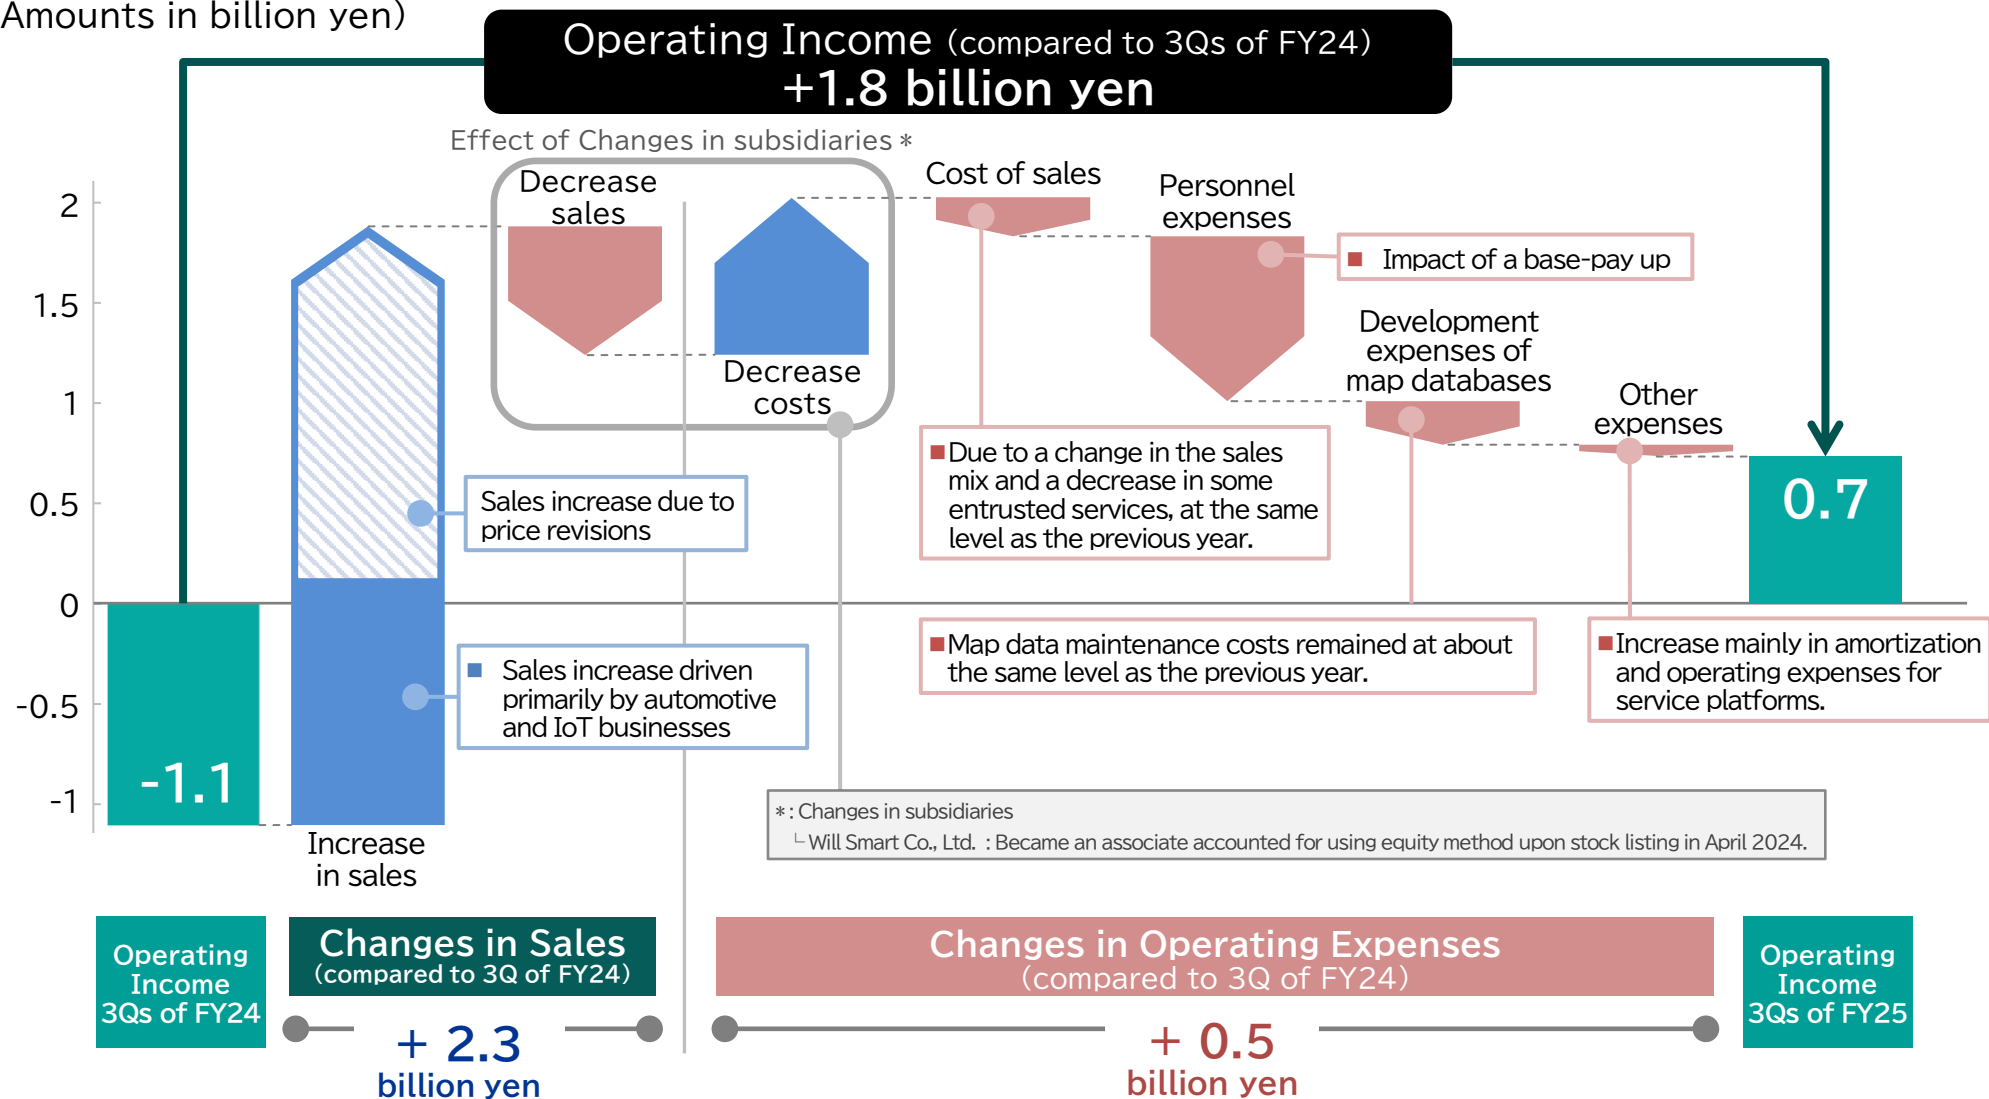 Amounts in billion yen)
Operating Income (compared to 3Qs of FY24)
+1.8 billion yen
Effect of Changes in subsidiaries *
Decrease
sales
Decrease
costs
Cost of sales
Personnel
expenses
■ Impact of a base-pay up
Development
expenses of
map databases
Other
expenses
2
1.5
1
0.5
0
-0.5
-1
Sales increase due to
price revisions
■ Due to a change in the sales
mix and a decrease in some
entrusted services, at the same
level as the previous year.
0.7
■ Sales increase driven
primarily by automotive
and IoT businesses
■ Map data maintenance costs remained at about
the same level as the previous year.
■ Increase mainly in amortization
and operating expenses for
service platforms.
-1.1
Increase
in sales
*: Changes in subsidiaries
└ Will Smart Co., Ltd. : Became an associate accounted for using equity method upon stock listing in April 2024.
Operating
Income
3Qs of FY24
Changes in Sales
(compared to 3Q of FY24)
+ 2.3
billion yen
Changes in Operating Expenses
(compared to 3Q of FY24)
+ 0.5
billion yen
Operating
Income
3Qs of FY25